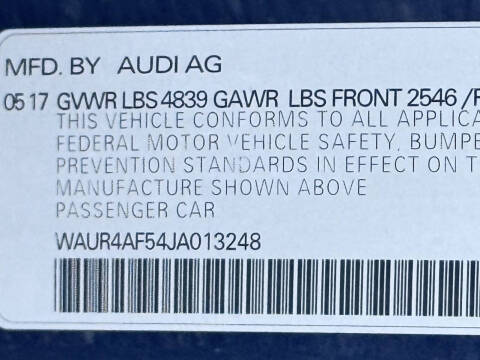 MFD. BY AUDI AG
05 17 GVWR LBS 4839 GAWR LBS FRONT 2546 /
THIS VEHICLE CONFORMS TO ALL
FEDERAL MOTOR VEHICLE SAFETY,
PREVENTION STANDARDS IN EFFECT ON
MANUFACTURE SHOWN ABOVE
PASSENGER CAR
WAUR4AF54JA013248